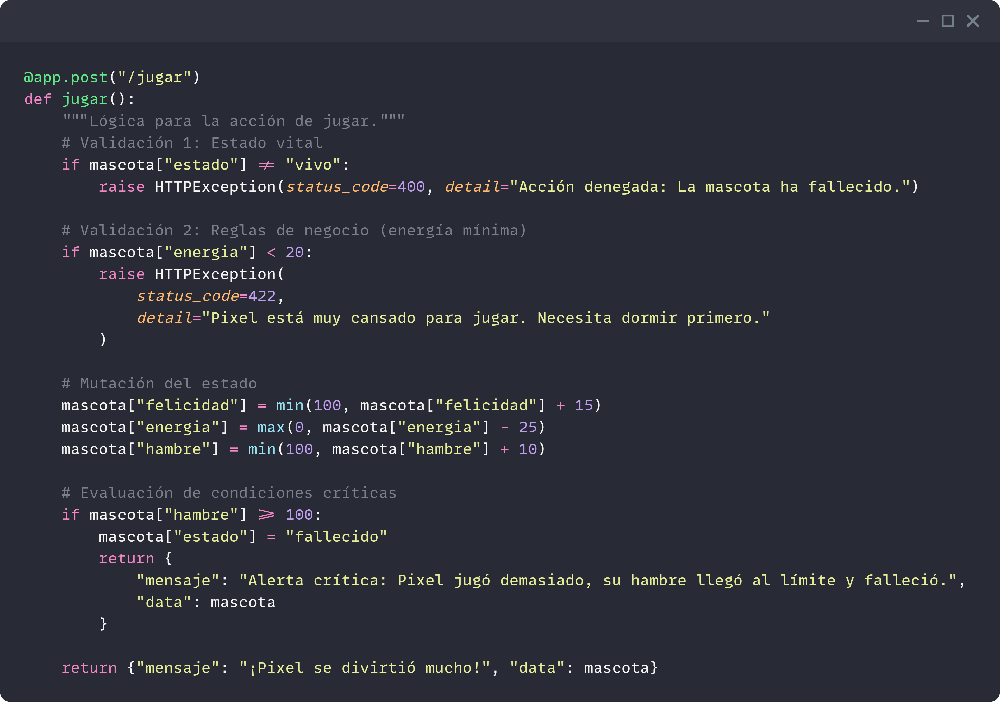 @app.post("/jugar")
def jugar():
    """Lógica para la acción de jugar."""
    # Validación 1: Estado vital
    if mascota["estado"] != "vivo":
        raise HTTPException(status_code=400, detail="Acción denegada: La mascota ha fallecido.")

    # Validación 2: Reglas de negocio (energía mínima)
    if mascota["energia"] < 20:
        raise HTTPException(
            status_code=422,
            detail="Pixel está muy cansado para jugar. Necesita dormir primero."
        )

    # Mutación del estado
    mascota["felicidad"] = min(100, mascota["felicidad"] + 15)
    mascota["energia"] = max(0, mascota["energia"] - 25)
    mascota["hambre"] = min(100, mascota["hambre"] + 10)

    # Evaluación de condiciones críticas
    if mascota["hambre"] >= 100:
        mascota["estado"] = "fallecido"
        return {
            "mensaje": "Alerta crítica: Pixel jugó demasiado, su hambre llegó al límite y falleció.",
            "data": mascota
        }

    return {"mensaje": "¡Pixel se divirtió mucho!", "data": mascota}